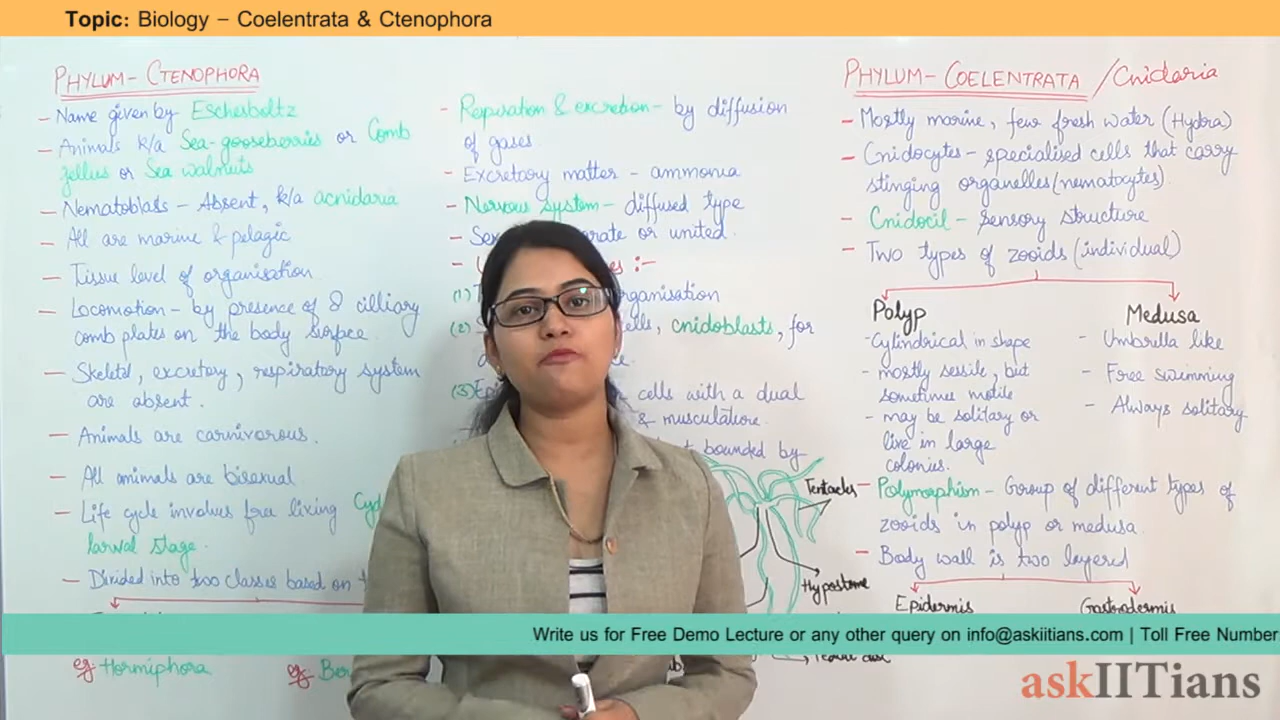 Topic: Biology – Coelentrata & Ctenophora
PHYLUM - CTENOPHORA
- Name given by Eschesboltz
- Animals k/a Sea-gooseberries or Comb
jellies or Sea walnuts
- Nematoblasts - Absent, k/a acnidaria
- All are marine & pelagic
- Tissue level of organisation
- Locomotion - by presence of 8 cilliary
comb plates on the body surface.
- Skeletal, excretory, respiratory system
are absent.
- Animals are carnivorous.
- All animals are bisexual
- Life cycle involves free living
larval stage.
- Divided into two classes based on
eg Hormiphora
eg
- Respiration & excretion - by diffusion
of gases.
- Excretory matter - ammonia
- Nervous system - diffused type
- or united.
- :-
(1) organisation
(2) cnidoblasts, for
(3) cells with a dual
& musculature.
bounded by
Tentacles
Hypostome
PHYLUM - COELENTRATA / Cnidaria
- Mostly marine, few fresh water (Hydra)
- Cnidocytes - specialised cells that carry
stinging organelles (nematocytes).
- Cnidocil - sensory structure
- Two types of zooids (individual)
Polyp
- Cylindrical in shape
- mostly sessile, but
sometimes motile
- may be solitary or
live in large
colonies.
Medusa
- Umbrella like
- Free swimming
- Always solitary
- Polymorphism - Group of different types of
zooids in polyp or medusa.
- Body wall is two layered
Epidermis Gastrodermis
Write us for Free Demo Lecture or any other query on info@askiitians.com | Toll Free Number
askIITians